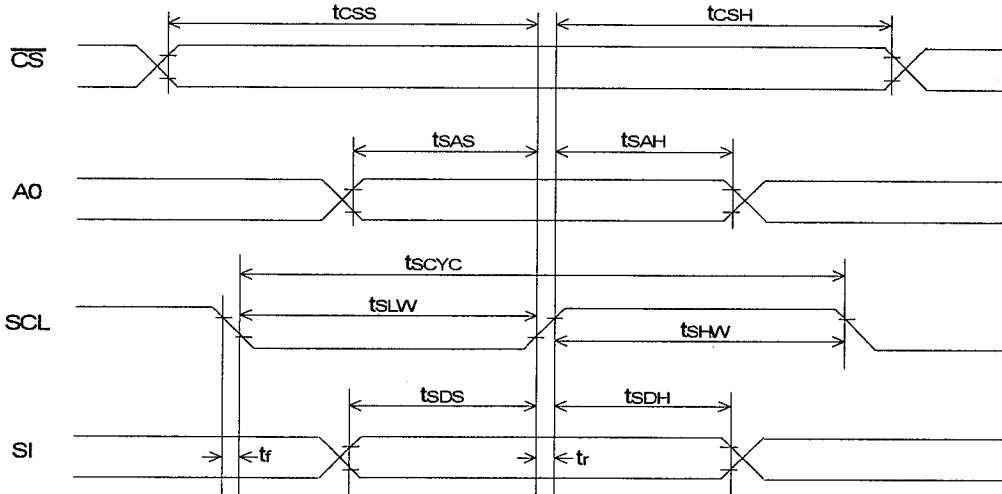 tCSS
tCSH
CS
tSAS
tSAH
A0
tSCYC
tSLW
SCL
tSHW
tSDS
tSDH
SI
tf
tr